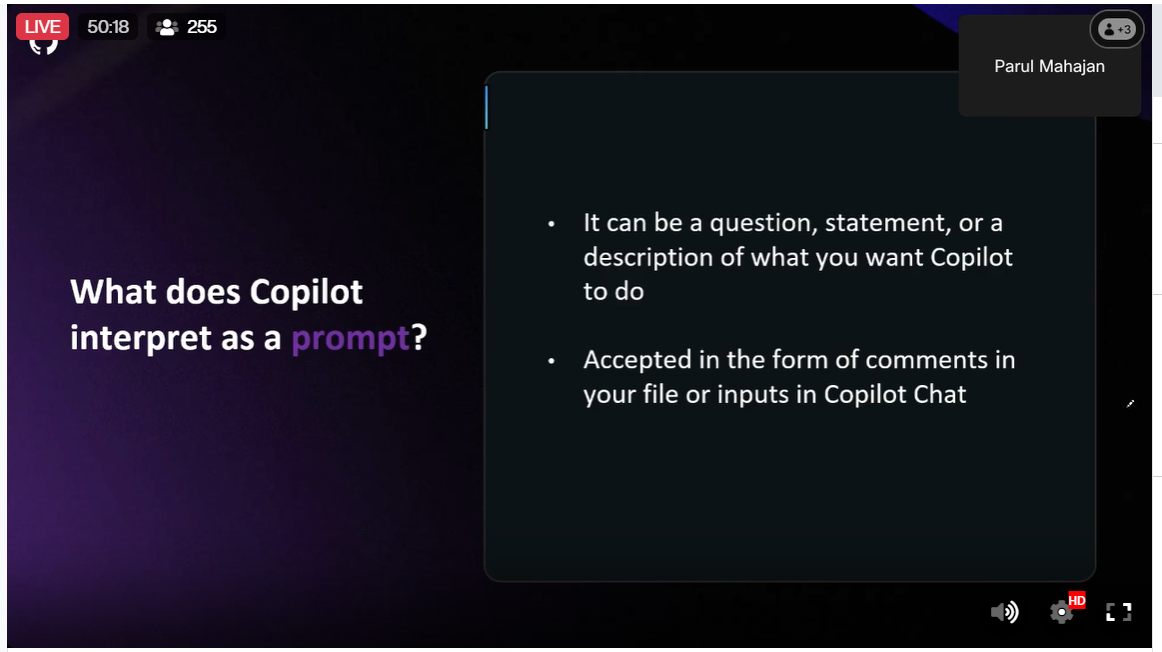 LIVE 50:18 255
+3
Parul Mahajan
What does Copilot
interpret as a prompt?
• It can be a question, statement, or a
description of what you want Copilot
to do
• Accepted in the form of comments in
your file or inputs in Copilot Chat
HD